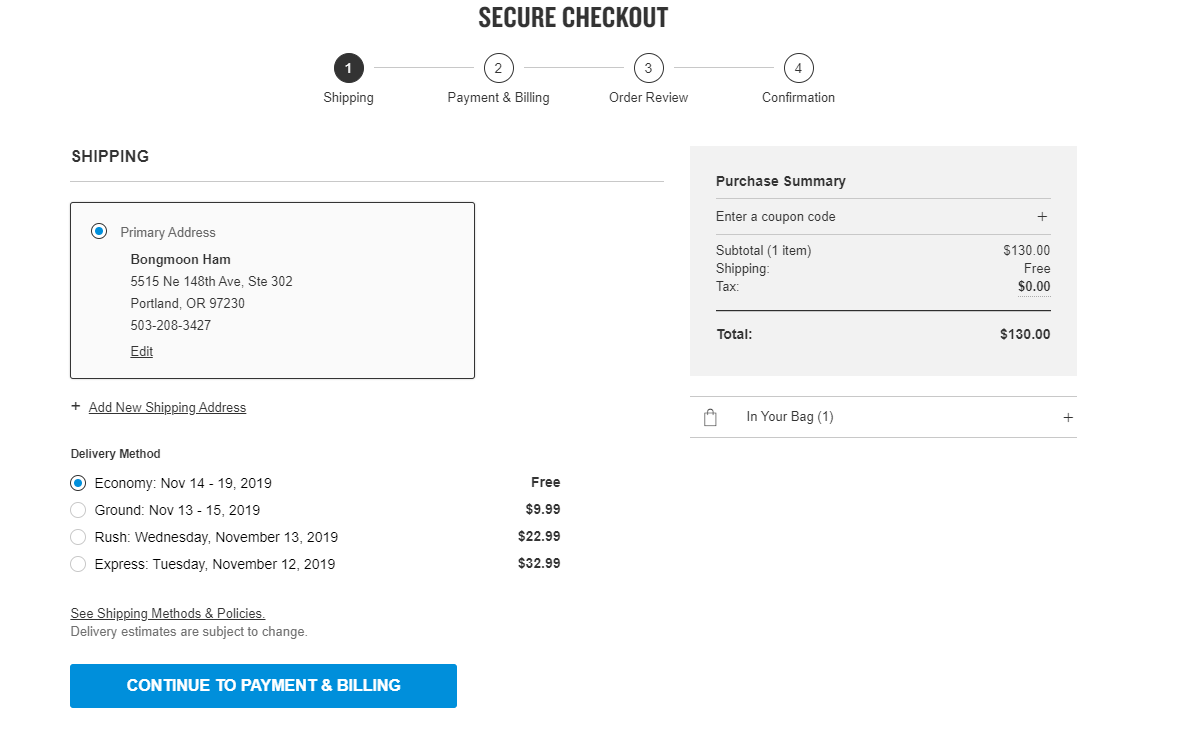 SECURE CHECKOUT
1
2
3
4
Shipping
Payment & Billing
Order Review
Confirmation
SHIPPING
Primary Address
Bongmoon Ham
5515 Ne 148th Ave, Ste 302
Portland, OR 97230
503-208-3427
Edit
+ Add New Shipping Address
Delivery Method
Economy: Nov 14 - 19, 2019 Free
Ground: Nov 13 - 15, 2019 $9.99
Rush: Wednesday, November 13, 2019 $22.99
Express: Tuesday, November 12, 2019 $32.99
See Shipping Methods & Policies.
Delivery estimates are subject to change.
CONTINUE TO PAYMENT & BILLING
Purchase Summary
Enter a coupon code +
Subtotal (1 item) $130.00
Shipping: Free
Tax: $0.00
Total: $130.00
In Your Bag (1) +